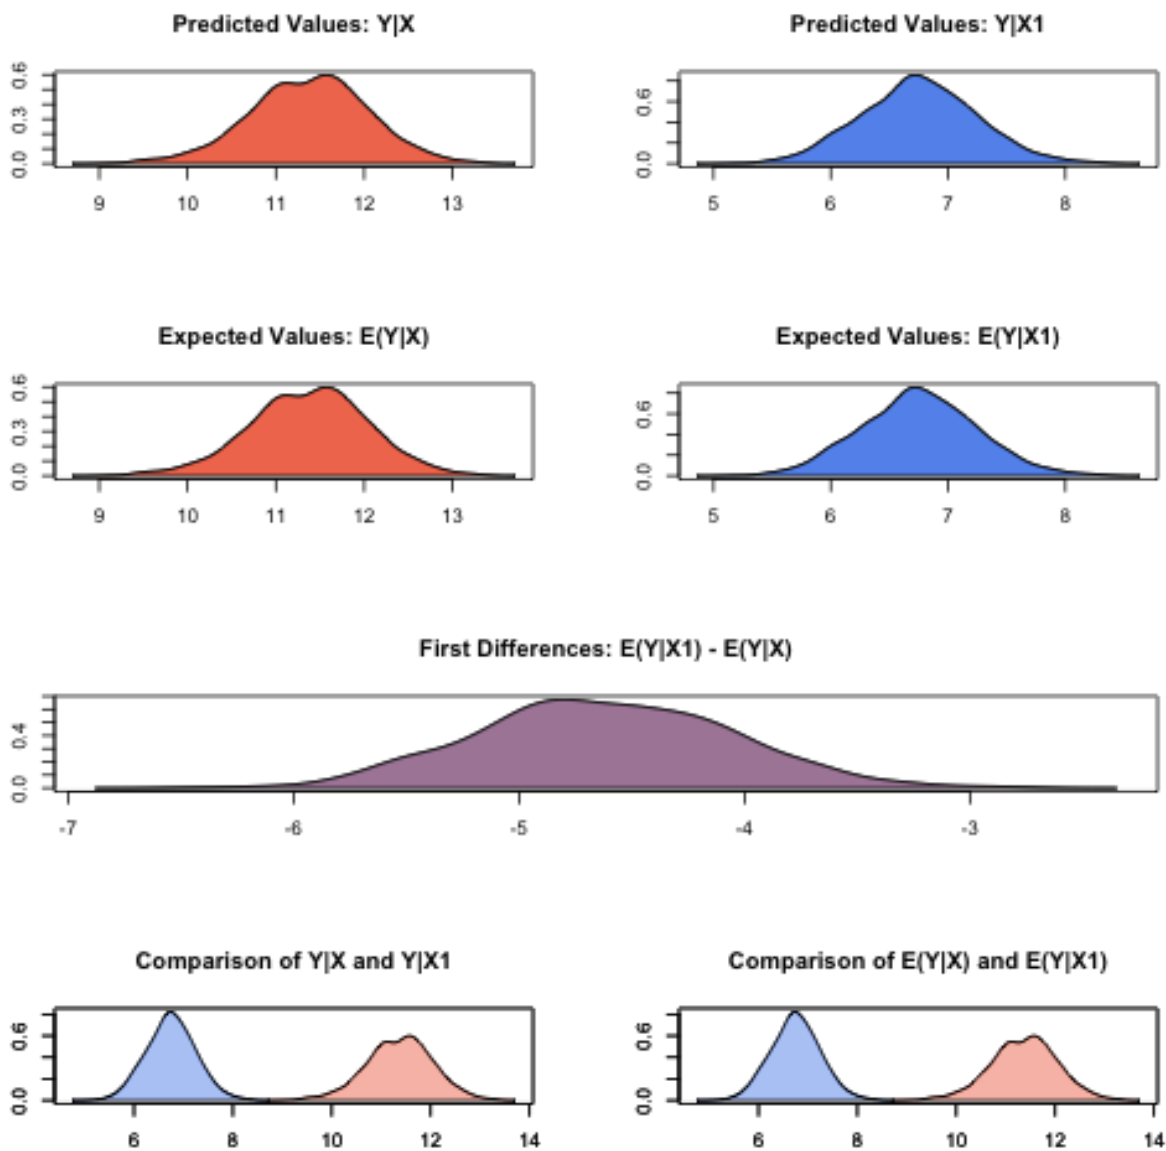 Predicted Values: Y|X
0.0 0.3 0.6
9 10 11 12 13
Predicted Values: Y|X1
0.0 0.6
5 6 7 8
Expected Values: E(Y|X)
0.0 0.3 0.6
9 10 11 12 13
Expected Values: E(Y|X1)
0.0 0.6
5 6 7 8
First Differences: E(Y|X1) - E(Y|X)
0.0 0.4
-7 -6 -5 -4 -3
Comparison of Y|X and Y|X1
0.0 0.6
6 8 10 12 14
Comparison of E(Y|X) and E(Y|X1)
0.0 0.6
6 8 10 12 14